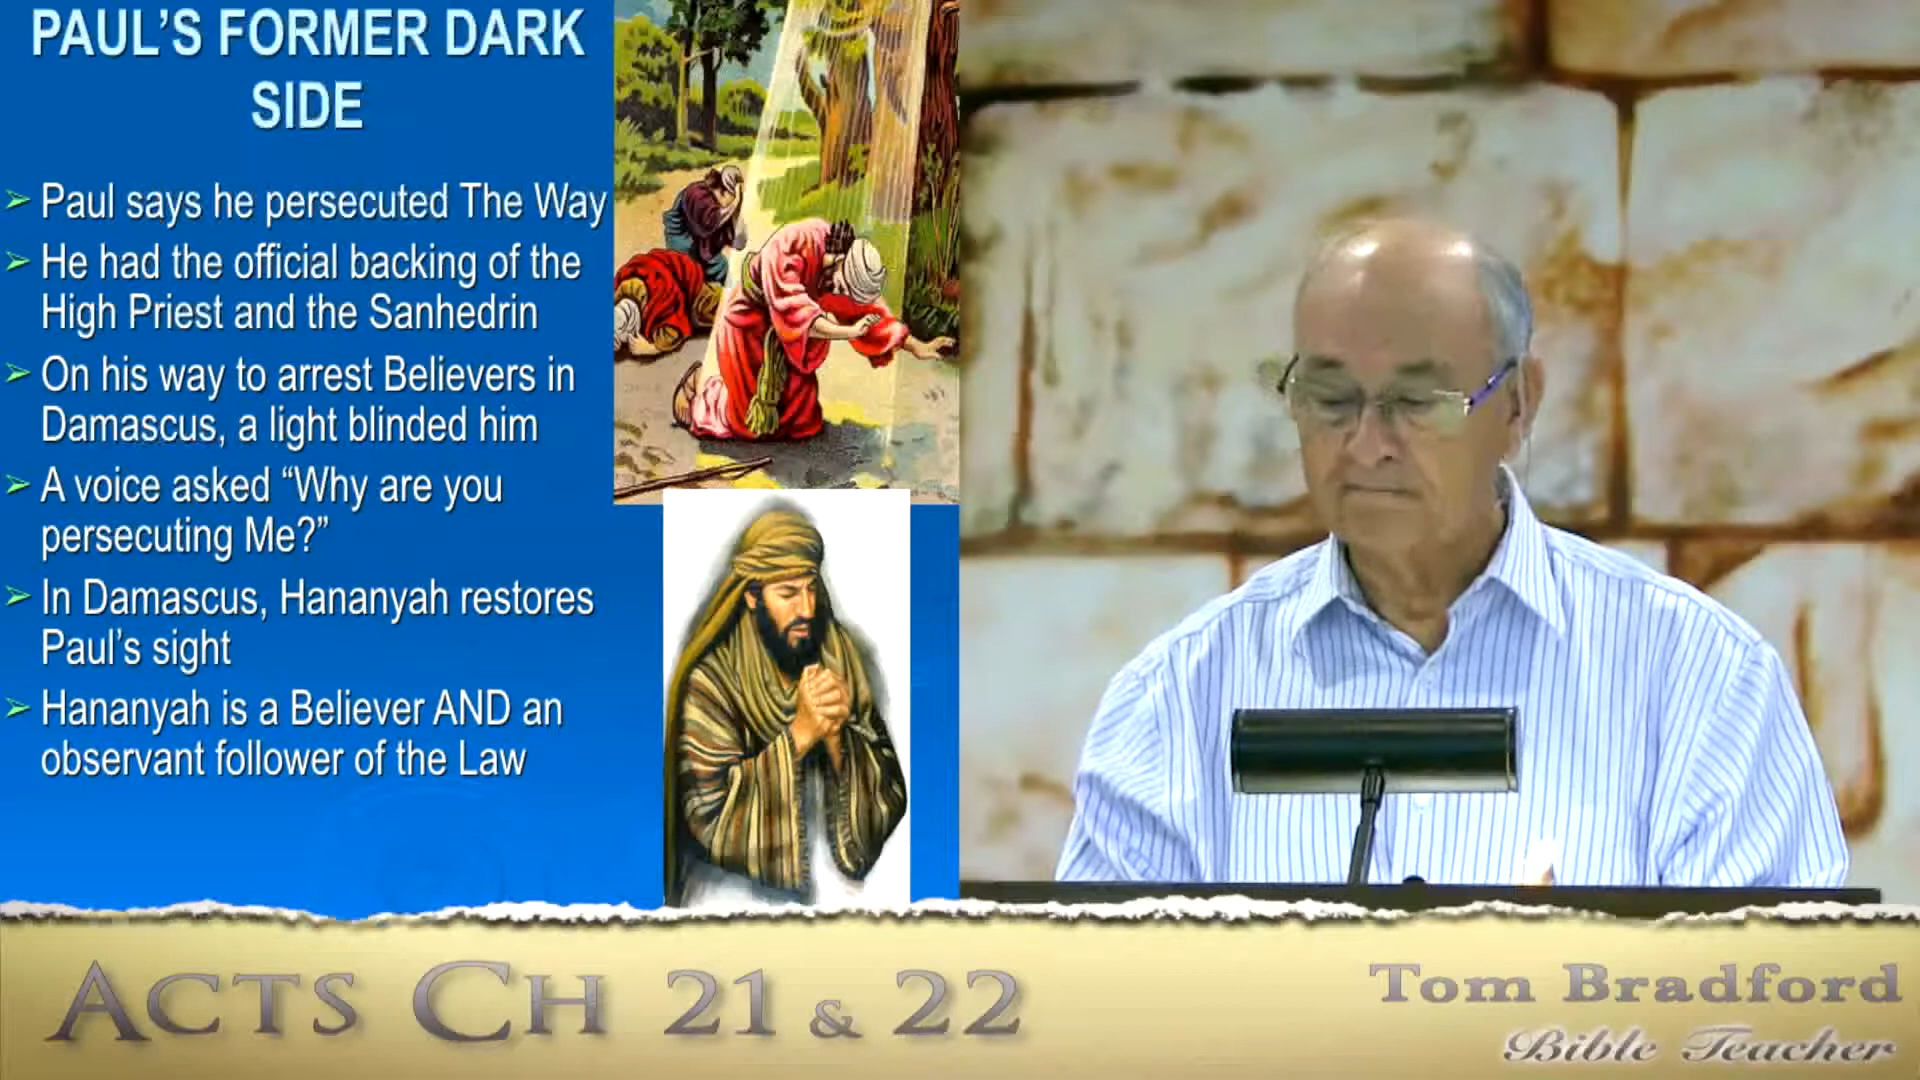 PAUL’S FORMER DARK
SIDE
➢ Paul says he persecuted The Way
➢ He had the official backing of the
High Priest and the Sanhedrin
➢ On his way to arrest Believers in
Damascus, a light blinded him
➢ A voice asked “Why are you
persecuting Me?”
➢ In Damascus, Hananyah restores
Paul’s sight
➢ Hananyah is a Believer AND an
observant follower of the Law
ACTS CH 21 & 22
Tom Bradford
Bible Teacher